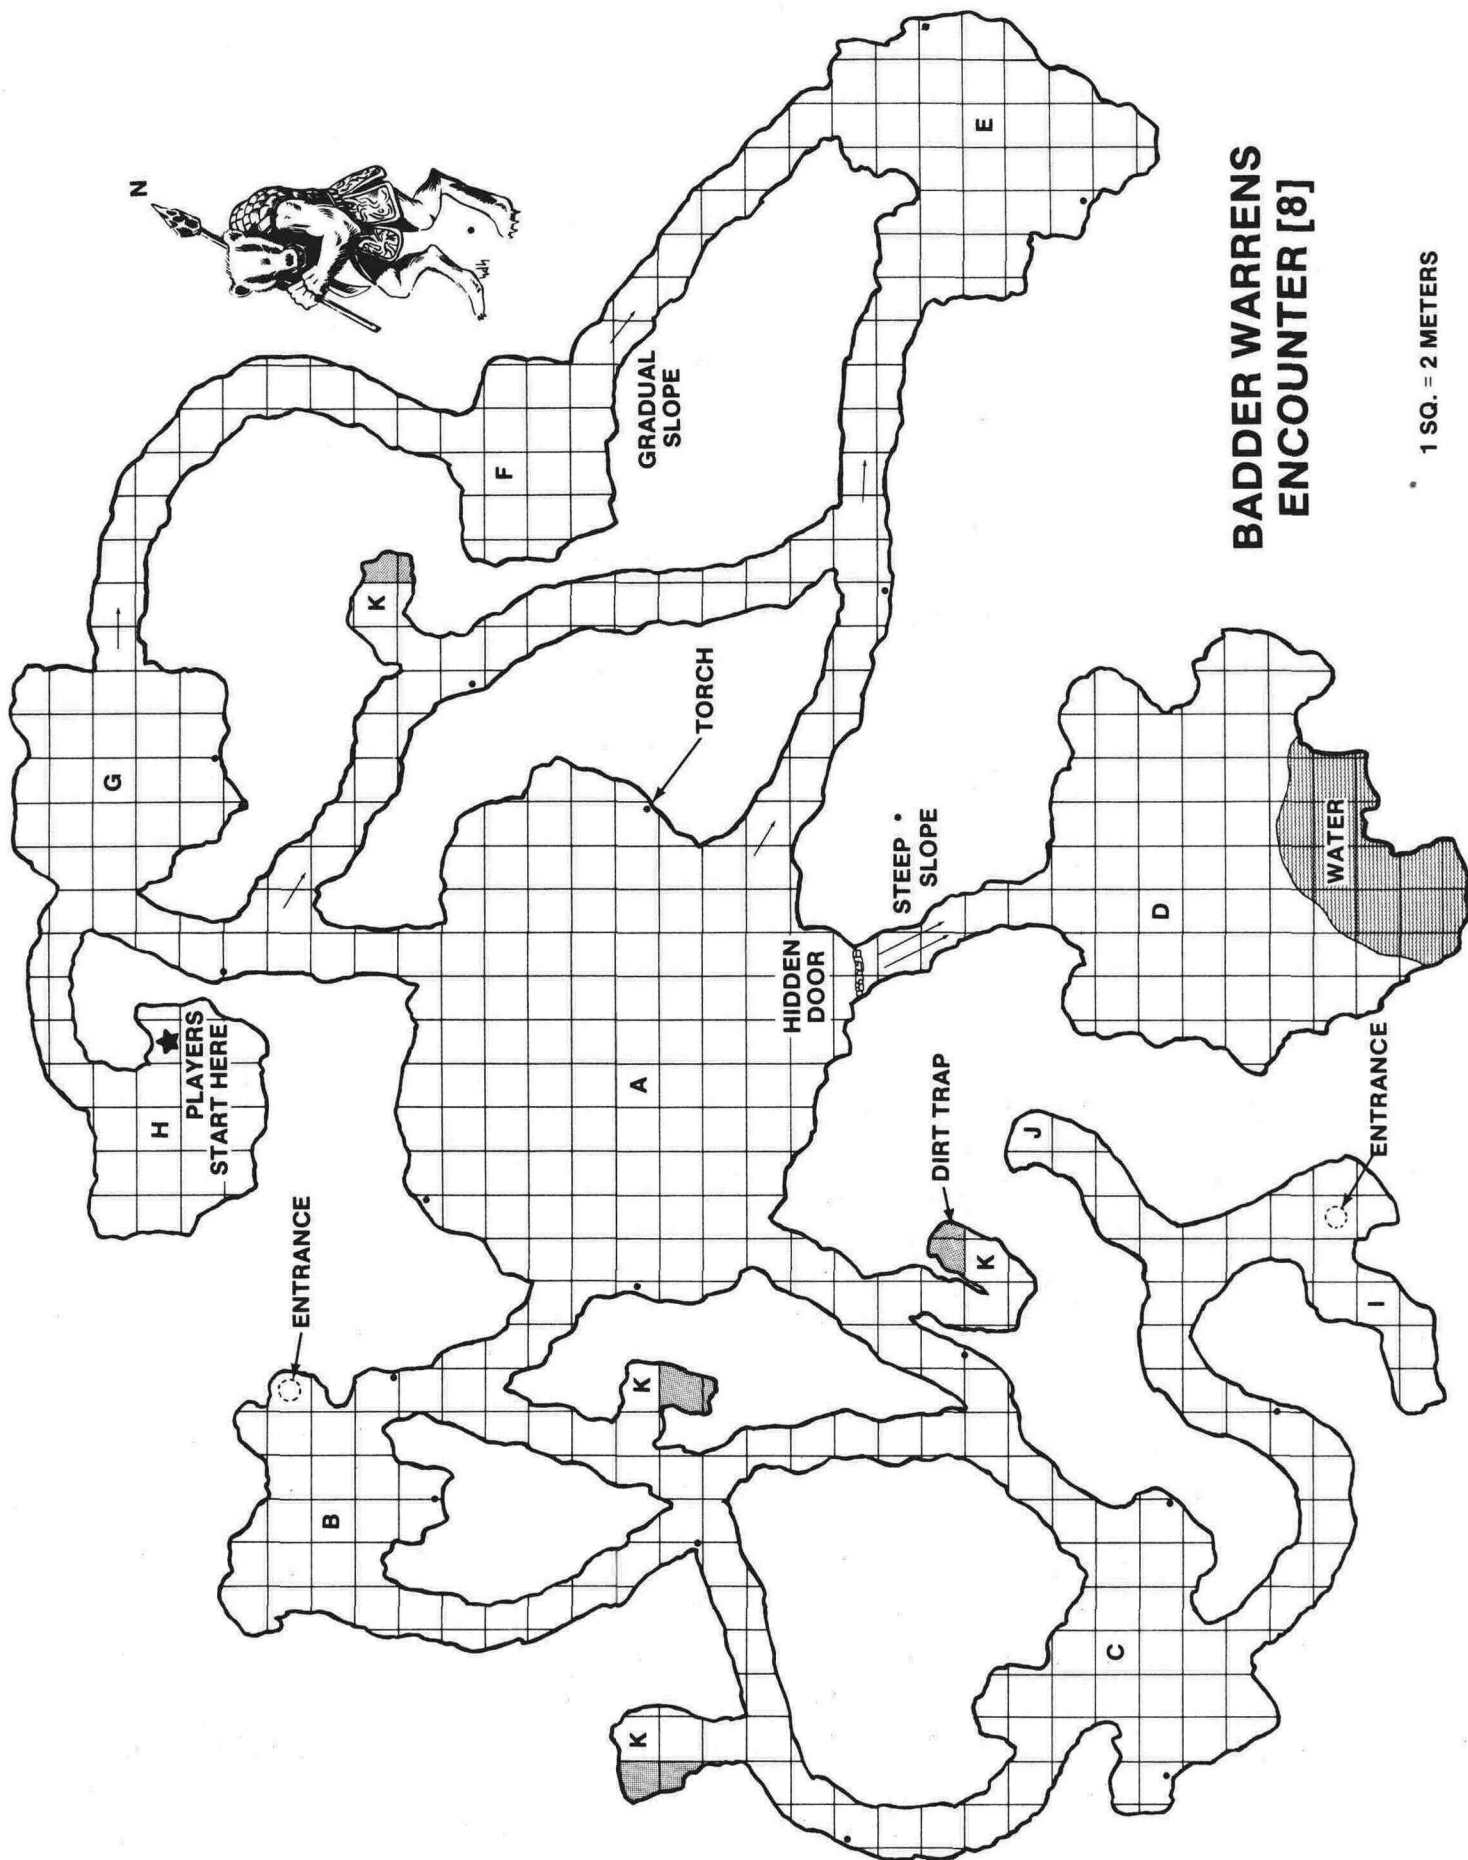 N
G
H
PLAYERS
START HERE
ENTRANCE
B
K
K
A
K
TORCH
F
GRADUAL
SLOPE
E
HIDDEN
DOOR
STEEP
SLOPE
DIRT TRAP
K
J
D
WATER
C
I
ENTRANCE
BADDER WARRENS
ENCOUNTER [8]
1 SQ. = 2 METERS